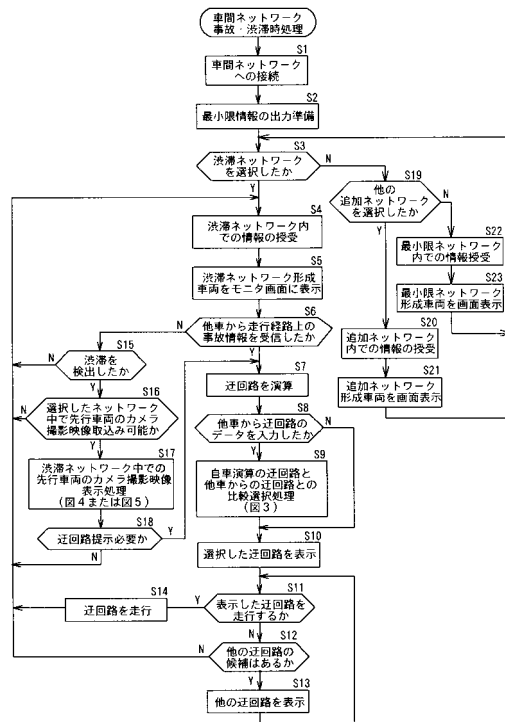 車間ネットワーク
事故・渋滞時処理
S1
車間ネットワーク
への接続
S2
最小限情報の出力準備
S3
渋滞ネットワーク
を選択したか
N
Y
S19
他の
追加ネットワーク
を選択したか
N
Y
S4
渋滞ネットワーク内
での情報の授受
S22
最小限ネットワーク
内での情報授受
S5
渋滞ネットワーク形成
車両をモニタ画面に表示
S23
最小限ネットワーク
形成車両を画面表示
S6
他車から走行経路上の
事故情報を受信したか
N
Y
S20
追加ネットワーク
内での情報の授受
S15
渋滞を
検出したか
N
Y
S7
迂回路を演算
S21
追加ネットワーク
形成車両を画面表示
S16
選択したネットワーク
中で先行車両のカメラ
撮影映像取込み可能か
N
Y
S8
他車から迂回路の
データを入力したか
N
Y
S17
渋滞ネットワーク中での
先行車両のカメラ撮影映像
表示処理
(図4または図5)
S9
自車演算の迂回路と
他車からの迂回路との
比較選択処理
(図3)
S18
迂回路提示必要か
Y
N
S10
選択した迂回路を表示
S11
表示した迂回路を
走行するか
Y
N
S14
迂回路を走行
S12
他の迂回路の
候補はあるか
N
Y
S13
他の迂回路を表示